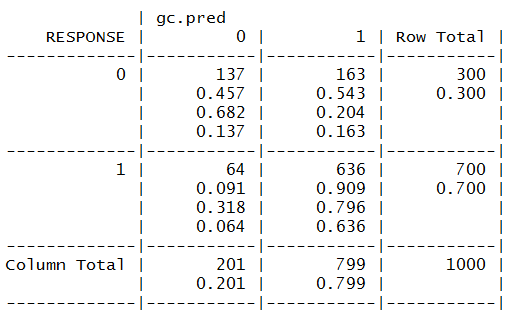 | gc.pred
    RESPONSE |         0 |         1 | Row Total |
-------------|-----------|-----------|-----------|
           0 |       137 |       163 |       300 |
             |     0.457 |     0.543 |     0.300 |
             |     0.682 |     0.204 |           |
             |     0.137 |     0.163 |           |
-------------|-----------|-----------|-----------|
           1 |        64 |       636 |       700 |
             |     0.091 |     0.909 |     0.700 |
             |     0.318 |     0.796 |           |
             |     0.064 |     0.636 |           |
-------------|-----------|-----------|-----------|
Column Total |       201 |       799 |      1000 |
             |     0.201 |     0.799 |           |
-------------|-----------|-----------|-----------|